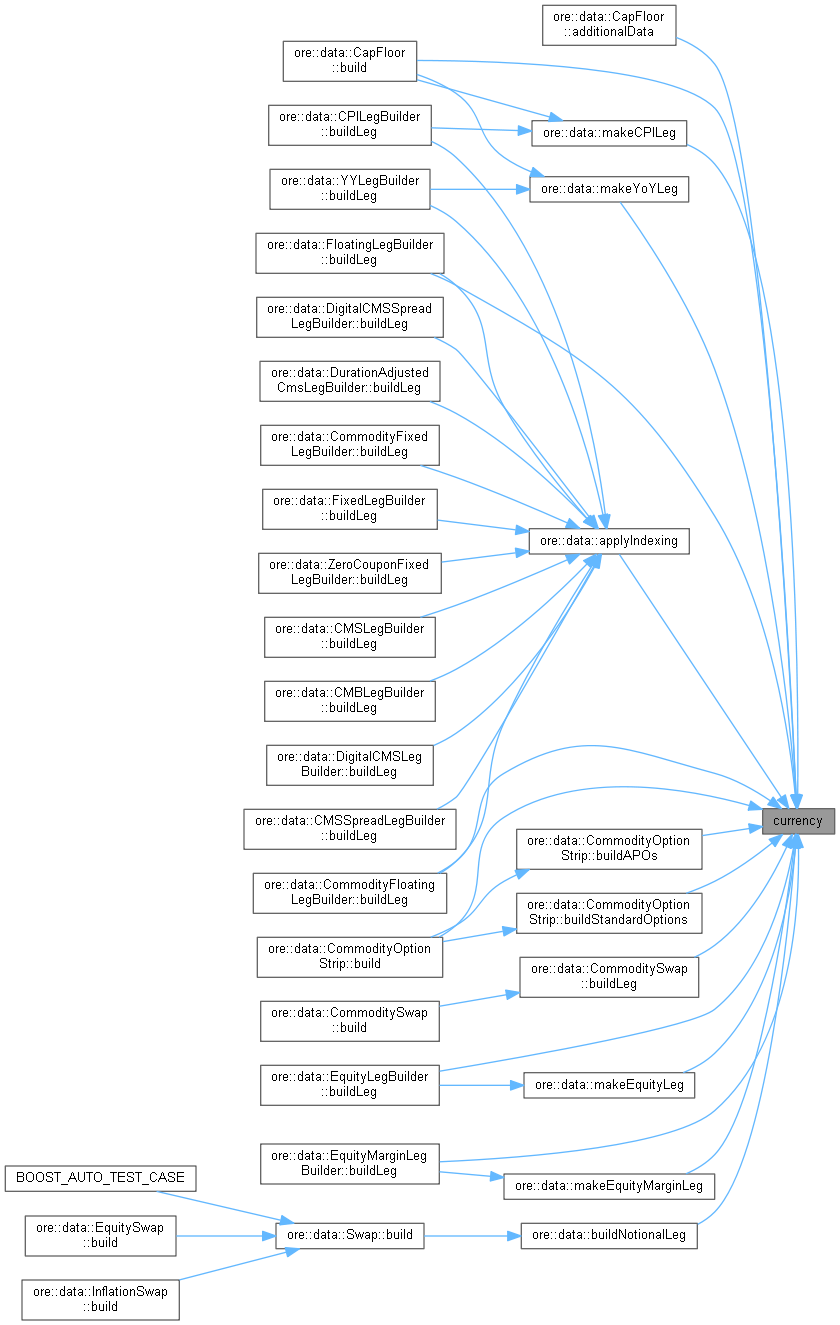 ore::data::CapFloor
::additionalData
ore::data::CapFloor
::build
ore::data::CPILegBuilder
::buildLeg
ore::data::makeCPILeg
ore::data::YYLegBuilder
::buildLeg
ore::data::makeYoYLeg
ore::data::FloatingLegBuilder
::buildLeg
ore::data::DigitalCMSSpread
LegBuilder::buildLeg
ore::data::DurationAdjusted
CmsLegBuilder::buildLeg
ore::data::CommodityFixed
LegBuilder::buildLeg
ore::data::FixedLegBuilder
::buildLeg
ore::data::applyIndexing
ore::data::ZeroCouponFixed
LegBuilder::buildLeg
ore::data::CMSLegBuilder
::buildLeg
ore::data::CMBLegBuilder
::buildLeg
ore::data::DigitalCMSLeg
Builder::buildLeg
ore::data::CMSSpreadLegBuilder
::buildLeg
currency
ore::data::CommodityOption
Strip::buildAPOs
ore::data::CommodityFloating
LegBuilder::buildLeg
ore::data::CommodityOption
Strip::buildStandardOptions
ore::data::CommodityOption
Strip::build
ore::data::CommoditySwap
::buildLeg
ore::data::CommoditySwap
::build
ore::data::EquityLegBuilder
::buildLeg
ore::data::makeEquityLeg
ore::data::EquityMarginLeg
Builder::buildLeg
ore::data::makeEquityMarginLeg
BOOST_AUTO_TEST_CASE
ore::data::EquitySwap
::build
ore::data::Swap::build
ore::data::buildNotionalLeg
ore::data::InflationSwap
::build